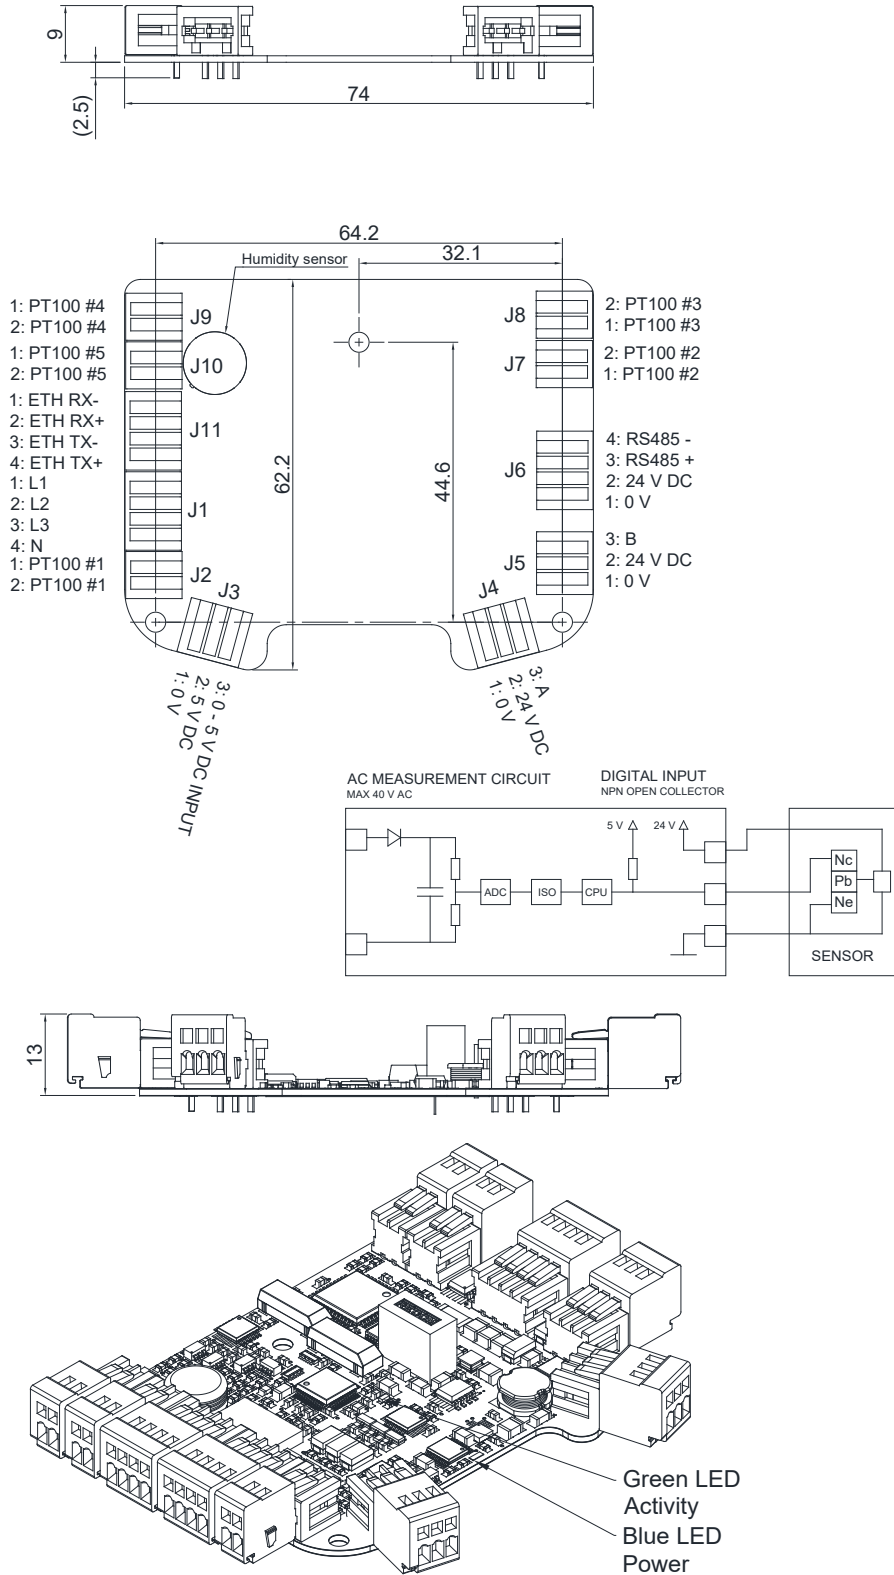 9
(2.5)
74
64.2
32.1
Humidity sensor
1: PT100 #4
2: PT100 #4
J9
1: PT100 #5
2: PT100 #5
J10
1: ETH RX-
2: ETH RX+
3: ETH TX-
4: ETH TX+
J11
1: L1
2: L2
3: L3
4: N
J1
1: PT100 #1
2: PT100 #1
J2
J3
62.2
44.6
J8
2: PT100 #3
1: PT100 #3
J7
2: PT100 #2
1: PT100 #2
J6
4: RS485 -
3: RS485 +
2: 24 V DC
1: 0 V
J5
3: B
2: 24 V DC
1: 0 V
J4
3: 0 - 5 V DC INPUT
2: 5 V DC
1: 0 V
3: A
2: 24 V DC
1: 0 V
AC MEASUREMENT CIRCUIT
MAX 40 V AC
DIGITAL INPUT
NPN OPEN COLLECTOR
5 V
24 V
ADC
ISO
CPU
Nc
Pb
Ne
SENSOR
13
Green LED
Activity
Blue LED
Power